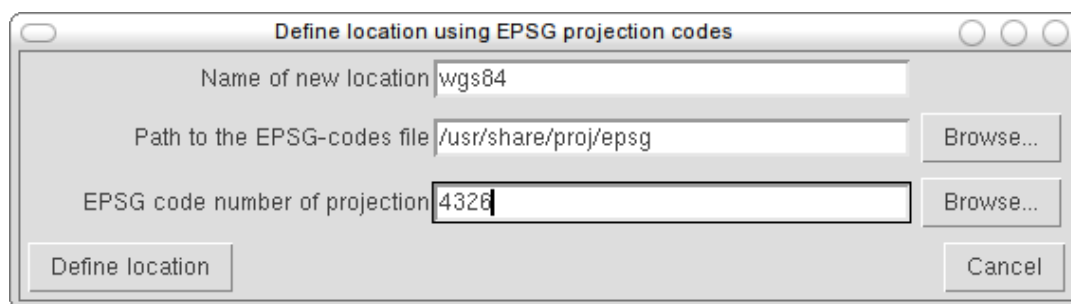 Define location using EPSG projection codes
Name of new location wgs84
Path to the EPSG-codes file /usr/share/proj/epsg Browse...
EPSG code number of projection 4326 Browse...
Define location Cancel